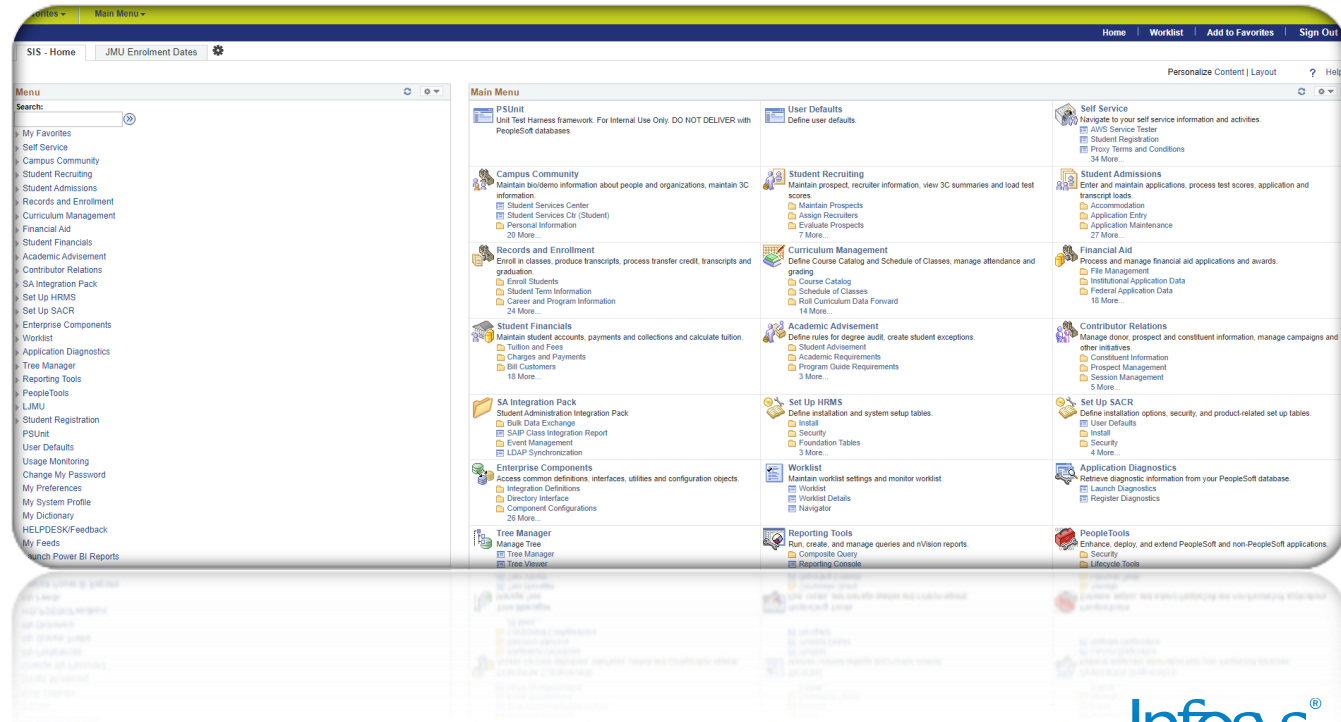 Favorites Main Menu
Home Worklist Add to Favorites Sign Out
SIS - Home JMU Enrolment Dates
Personalize Content | Layout ? Help
Menu
Search:
My Favorites
Self Service
Campus Community
Student Recruiting
Student Admissions
Records and Enrollment
Curriculum Management
Financial Aid
Student Financials
Academic Advisement
Contributor Relations
SA Integration Pack
Set Up HRMS
Set Up SACR
Enterprise Components
Worklist
Application Diagnostics
Tree Manager
Reporting Tools
PeopleTools
LJMU
Student Registration
PSUnit
User Defaults
Usage Monitoring
Change My Password
My Preferences
My System Profile
My Dictionary
HELPDESK/Feedback
My Feeds
Launch Power BI Reports
Main Menu
PSUnit
Unit Test Harness framework. For Internal Use Only. DO NOT DELIVER with
PeopleSoft databases.
User Defaults
Define user defaults.
Self Service
Navigate to your self service information and activities.
AWS Service Tester
Student Registration
Proxy Terms and Conditions
34 More...
Campus Community
Maintain bio/demo information about people and organizations, maintain 3C
information.
Student Services Center
Student Services Ctr (Student)
Personal Information
20 More...
Student Recruiting
Maintain prospect, recruiter information, view 3C summaries and load test
scores.
Maintain Prospects
Assign Recruiters
Evaluate Prospects
7 More...
Student Admissions
Enter and maintain applications, process test scores, application and
transcript loads.
Accommodation
Application Entry
Application Maintenance
27 More...
Records and Enrollment
Enroll in classes, produce transcripts, process transfer credit, transcripts and
graduation.
Enroll Students
Student Term Information
Career and Program Information
24 More...
Curriculum Management
Define Course Catalog and Schedule of Classes, manage attendance and
grading.
Course Catalog
Schedule of Classes
Roll Curriculum Data Forward
14 More...
Financial Aid
Process and manage financial aid applications and awards.
File Management
Institutional Application Data
Federal Application Data
18 More...
Student Financials
Maintain student accounts, payments and collections and calculate tuition.
Tuition and Fees
Charges and Payments
Bill Customers
18 More...
Academic Advisement
Define rules for degree audit, create student exceptions.
Student Advisement
Academic Requirements
Program Guide Requirements
3 More...
Contributor Relations
Manage donor, prospect and constituent information, manage campaigns and
other initiatives.
Constituent Information
Prospect Management
Session Management
5 More...
SA Integration Pack
Student Administration Integration Pack
Bulk Data Exchange
SAIP Class Integration Report
Event Management
LDAP Synchronization
Set Up HRMS
Define installation and system setup tables.
Install
Security
Foundation Tables
3 More...
Set Up SACR
Define installation options, security, and product-related set up tables.
User Defaults
Install
Security
4 More...
Enterprise Components
Access common definitions, interfaces, utilities and configuration objects.
Integration Definitions
Directory Interface
Component Configurations
26 More...
Worklist
Maintain worklist settings and monitor worklist.
Worklist
Worklist Details
Navigator
Application Diagnostics
Retrieve diagnostic information from your PeopleSoft database.
Launch Diagnostics
Register Diagnostics
Tree Manager
Manage Tree
Tree Manager
Tree Viewer
Reporting Tools
Run, create, and manage queries and nVision reports.
Composite Query
Reporting Console
PeopleTools
Enhance, deploy, and extend PeopleSoft and non-PeopleSoft applications.
Security
Lifecycle Tools
Infosys®